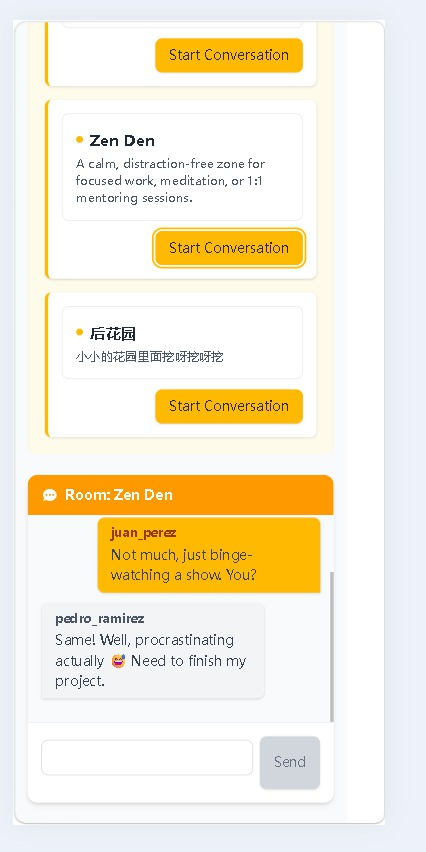 Start Conversation
Zen Den
A calm, distraction-free zone for
focused work, meditation, or 1:1
mentoring sessions.
Start Conversation
后花园
小小的花园里面挖呀挖呀挖
Start Conversation
Room: Zen Den
juan_perez
Not much, just binge-
watching a show. You?
pedro_ramirez
Same! Well, procrastinating
actually 😅 Need to finish my
project.
Send